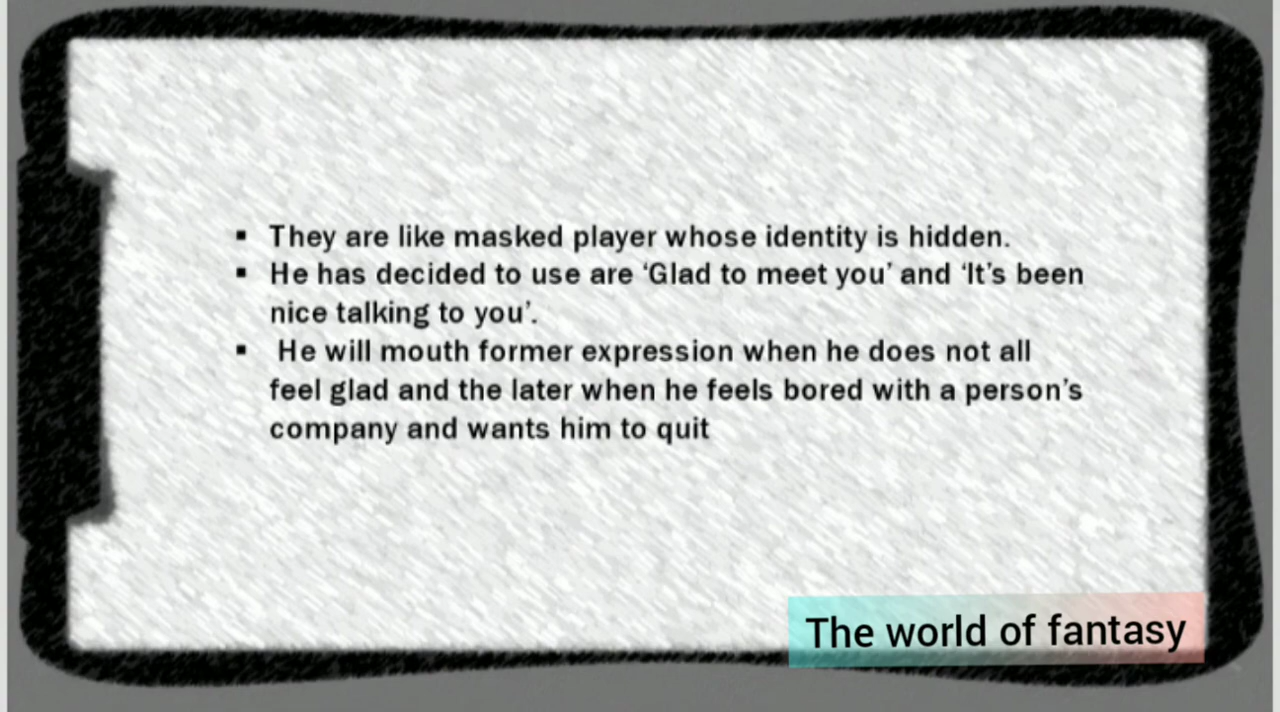 ▪ They are like masked player whose identity is hidden.
▪ He has decided to use are ‘Glad to meet you’ and ‘It’s been
nice talking to you’.
▪ He will mouth former expression when he does not all
feel glad and the later when he feels bored with a person’s
company and wants him to quit
The world of fantasy